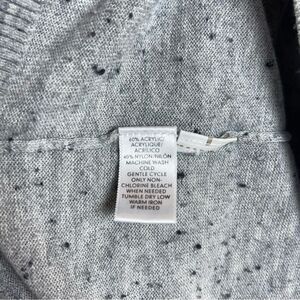 60% ACRYLIC/
ACRYLIQUE/
ACRILICO
40% NYLON/NILÓN
MACHINE WASH
COLD
GENTLE CYCLE
ONLY NON-
CHLORINE BLEACH
WHEN NEEDED
TUMBLE DRY LOW
WARM IRON
IF NEEDED